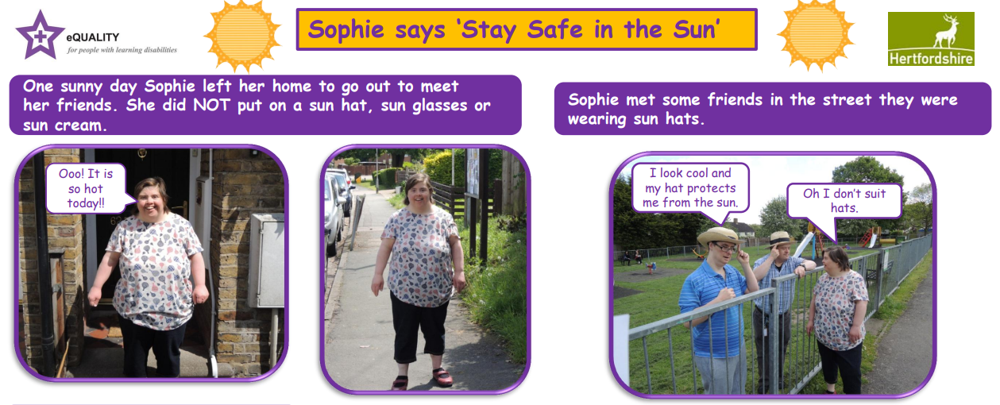 eQUALITY
for people with learning disabilities
Sophie says ‘Stay Safe in the Sun’
Hertfordshire
One sunny day Sophie left her home to go out to meet
her friends. She did NOT put on a sun hat, sun glasses or
sun cream.
Sophie met some friends in the street they were
wearing sun hats.
Ooo! It is
so hot
today!!
I look cool and
my hat protects
me from the sun.
Oh I don’t suit
hats.